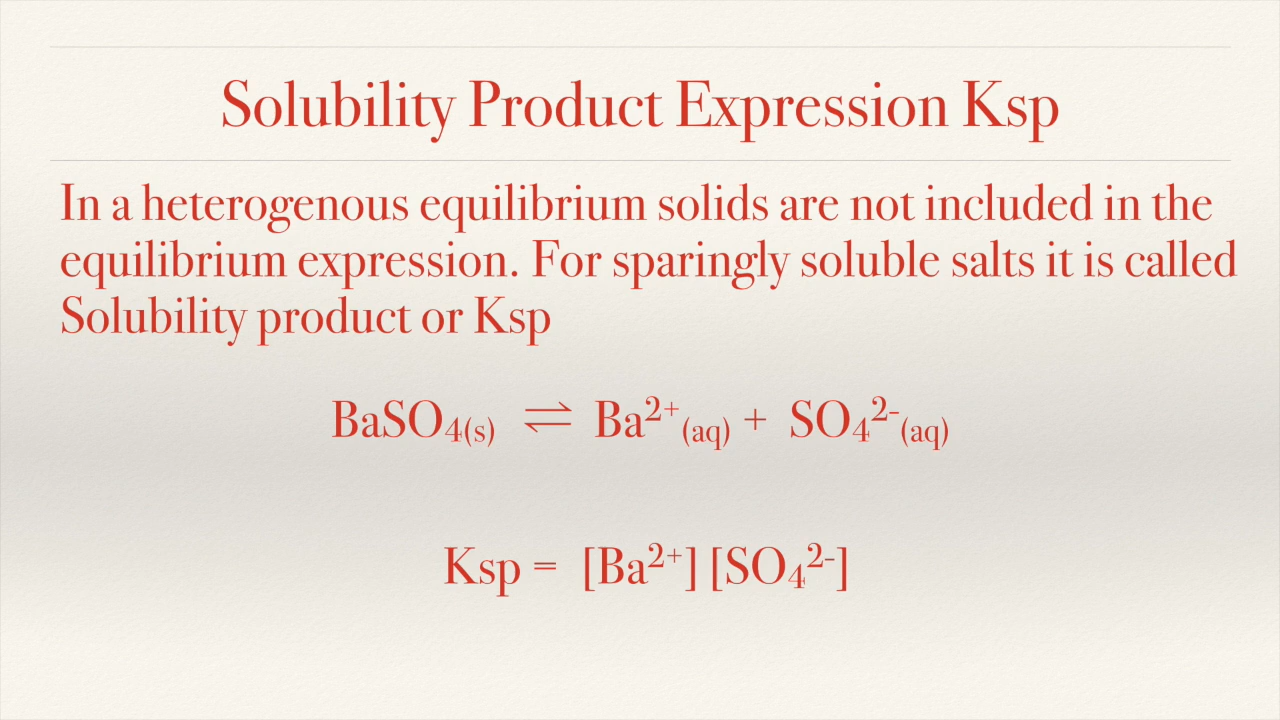 Solubility Product Expression Ksp
In a heterogenous equilibrium solids are not included in the
equilibrium expression. For sparingly soluble salts it is called
Solubility product or Ksp
BaSO₄(s) ⇌ Ba²⁺(aq) + SO₄²⁻(aq)
Ksp = [Ba²⁺] [SO₄²⁻]